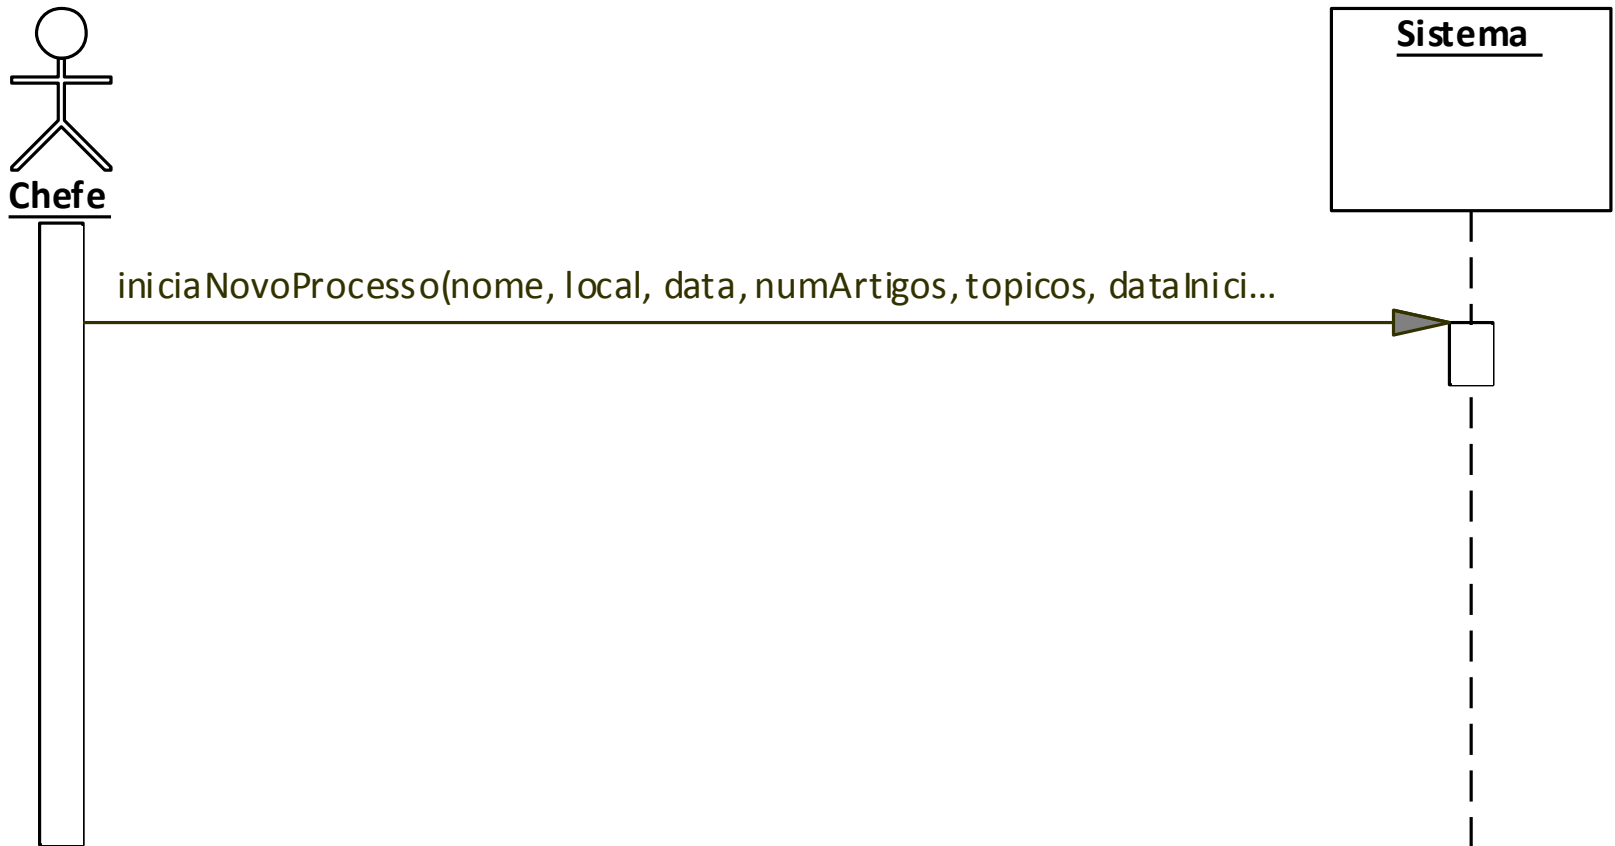 Sistema
Chefe
iniciaNovoProcesso(nome, local, data, numArtigos, topicos, dataInici...